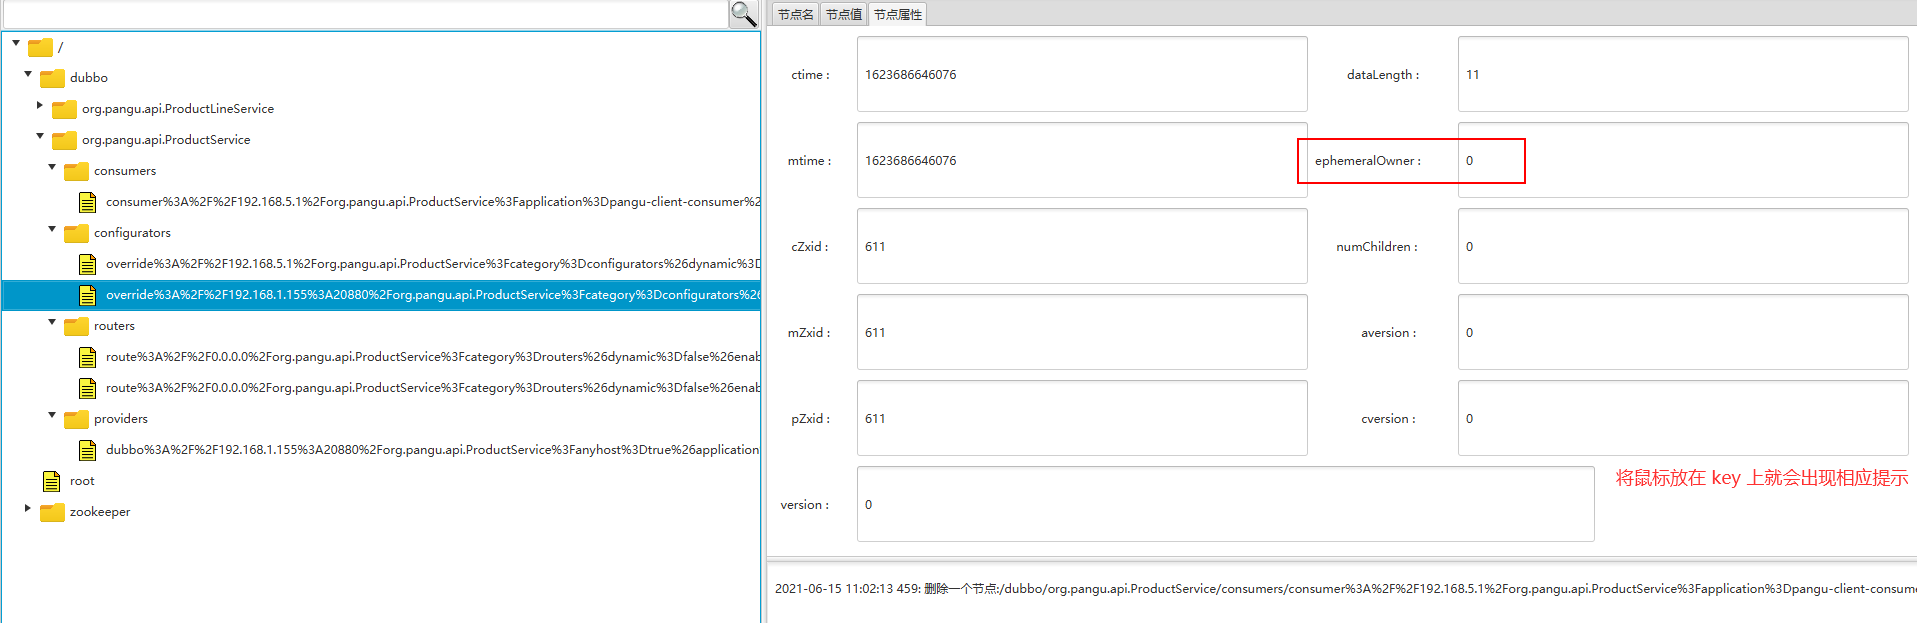 /
dubbo
org.pangu.api.ProductLineService
org.pangu.api.ProductService
consumers
consumer%3A%2F%2F192.168.5.1%2Forg.pangu.api.ProductService%3Fapplication%3Dpangu-client-consumer%2
configurators
override%3A%2F%2F192.168.5.1%2Forg.pangu.api.ProductService%3Fcategory%3Dconfigurators%26dynamic%3D
override%3A%2F%2F192.168.1.155%3A20880%2Forg.pangu.api.ProductService%3Fcategory%3Dconfigurators%26
routers
route%3A%2F%2F0.0.0.0%2Forg.pangu.api.ProductService%3Fcategory%3Drouters%26dynamic%3Dfalse%26enab
route%3A%2F%2F0.0.0.0%2Forg.pangu.api.ProductService%3Fcategory%3Drouters%26dynamic%3Dfalse%26enab
providers
dubbo%3A%2F%2F192.168.1.155%3A20880%2Forg.pangu.api.ProductService%3Fanyhost%3Dtrue%26application
root
zookeeper
节点名 节点值 节点属性
ctime : 1623686646076 dataLength : 11
mtime : 1623686646076 ephemeralOwner : 0
cZxid : 611 numChildren : 0
mZxid : 611 aversion : 0
pZxid : 611 cversion : 0
version : 0
将鼠标放在 key 上就会出现相应提示
2021-06-15 11:02:13 459: 删除一个节点:/dubbo/org.pangu.api.ProductService/consumers/consumer%3A%2F%2F192.168.5.1%2Forg.pangu.api.ProductService%3Fapplication%3Dpangu-client-consume